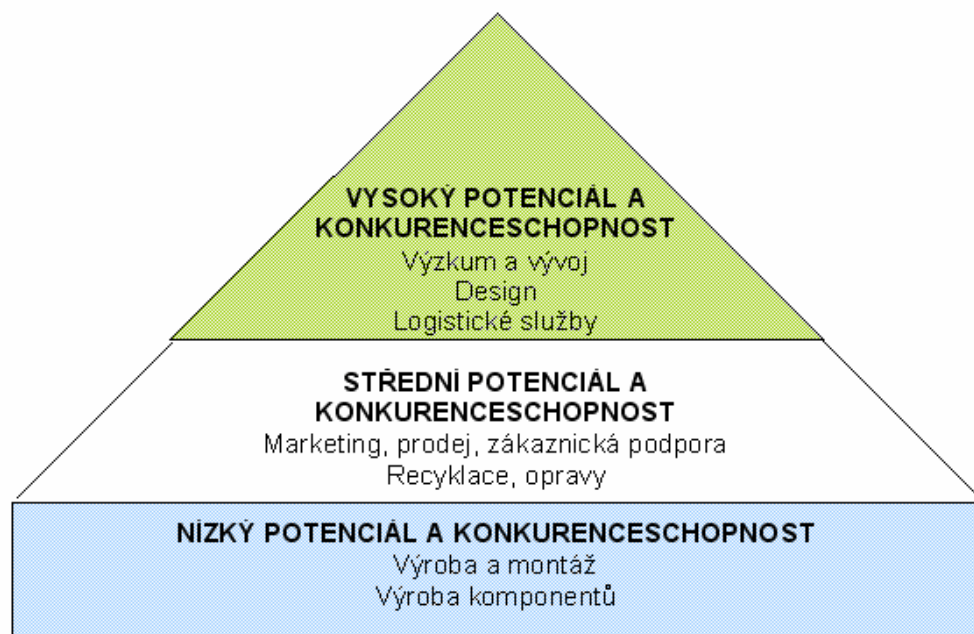 VYSOKÝ POTENCIÁL A
KONKURENCESCHOPNOST
Výzkum a vývoj
Design
Logistické služby
STŘEDNÍ POTENCIÁL A
KONKURENCESCHOPNOST
Marketing, prodej, zákaznická podpora
Recyklace, opravy
NÍZKÝ POTENCIÁL A KONKURENCESCHOPNOST
Výroba a montáž
Výroba komponentů